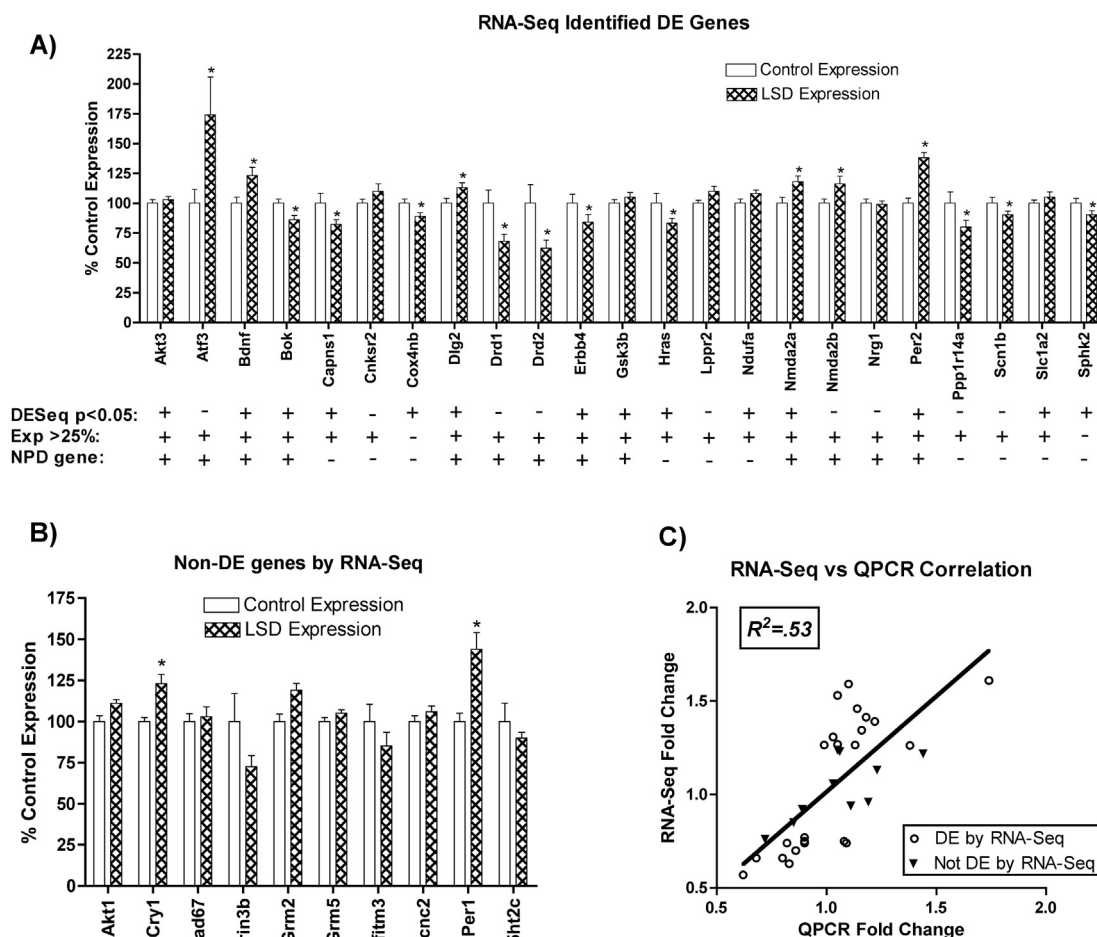 RNA-Seq Identified DE Genes
A)
% Control Expression
225
200
175
150
125
100
75
50
25
0
Control Expression
LSD Expression
* * * * * * * * * * * * * * * *
Akt3 Atf3 Bdnf Bok Capns1 Cnksr2 Cox4nb Dlg2 Drd1 Drd2 Erbb4 Gsk3b Hras Lppr2 Ndufa Nmda2a Nmda2b Nrg1 Per2 Ppp1r14a Scn1b Slc1a2 Sphk2
DESeq p<0.05: + - + + + - + + - - + + + - + + - - + - - + +
Exp >25%: + + + + + + - + + + + + + + + + + + + + + + -
NPD gene: + + + + - - - + + + + + - - - + + + + - - - -
B)
Non-DE genes by RNA-Seq
% Control Expression
175
150
125
100
75
50
25
0
Control Expression
LSD Expression
* *
Akt1 Cry1 ad67 rin3b Grm2 Grm5 fitm3 cnc2 Per1 5ht2c
C)
RNA-Seq vs QPCR Correlation
R²=.53
RNA-Seq Fold Change
2.0
1.5
1.0
0.5
DE by RNA-Seq
Not DE by RNA-Seq
0.5 1.0 1.5 2.0
QPCR Fold Change